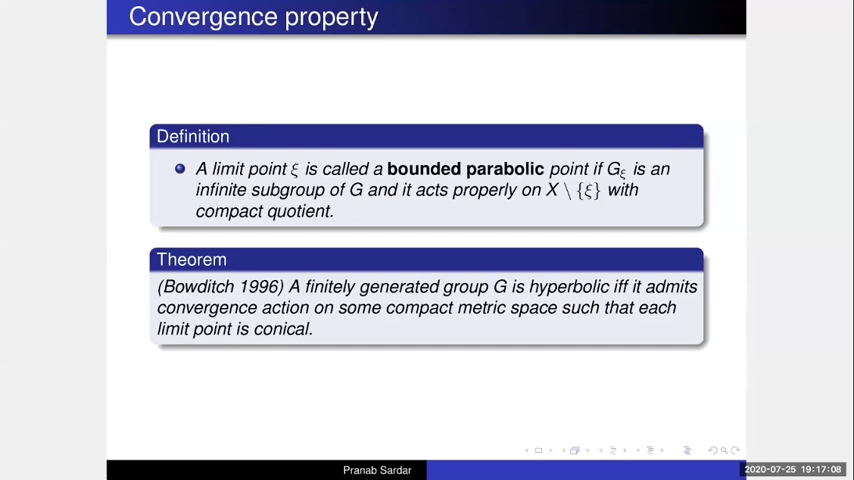 Convergence property
Definition
A limit point ξ is called a bounded parabolic point if G_ξ is an
infinite subgroup of G and it acts properly on X \ {ξ} with
compact quotient.
Theorem
(Bowditch 1996) A finitely generated group G is hyperbolic iff it admits
convergence action on some compact metric space such that each
limit point is conical.
Pranab Sardar
2020-07-25 19:17:08